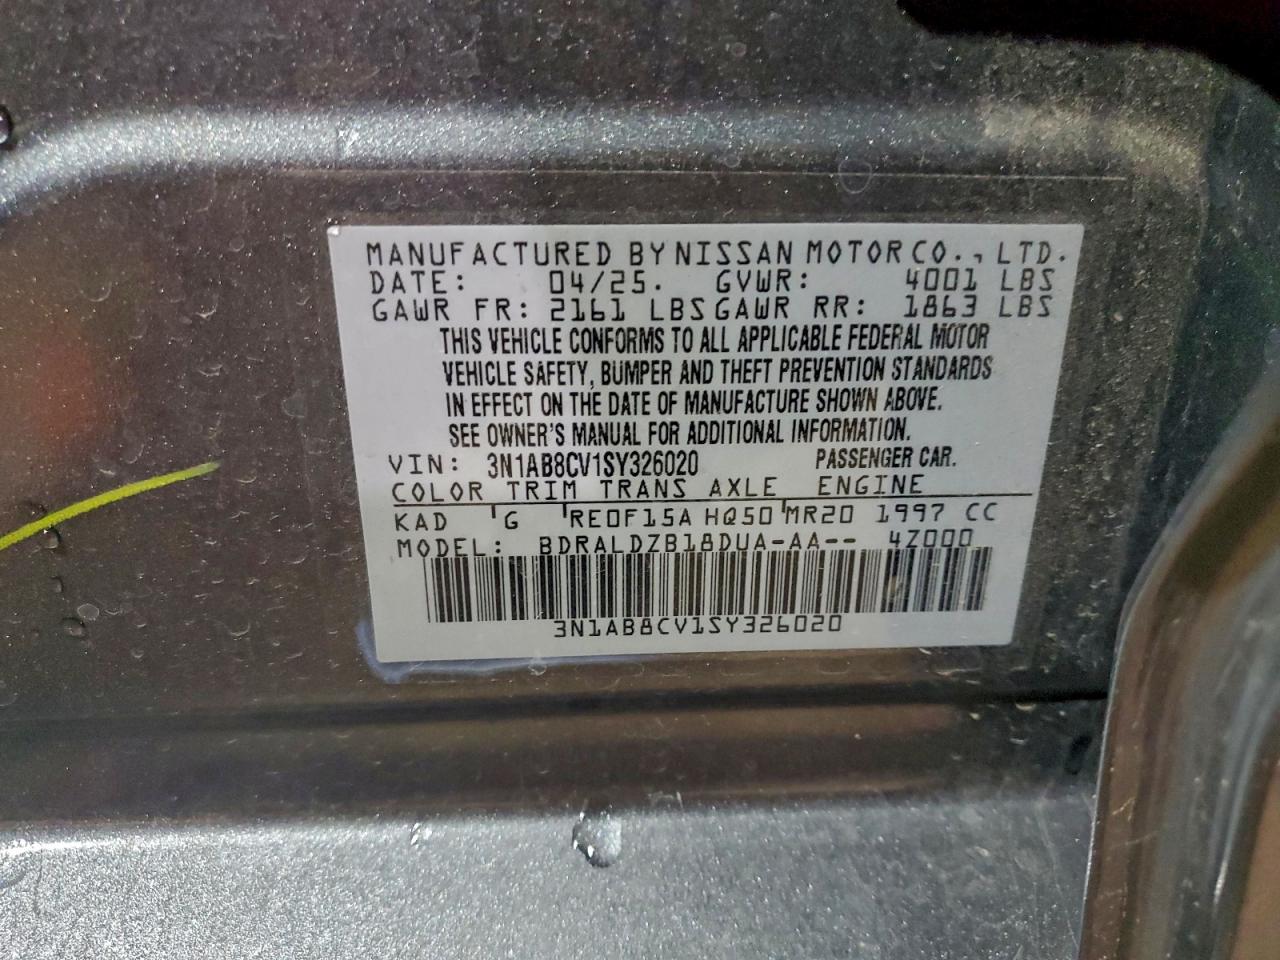 MANUFACTURED BY NISSAN MOTOR CO., LTD.
DATE: 04/25. GVWR: 4001 LBS
GAWR FR: 2161 LBS GAWR RR: 1863 LBS
THIS VEHICLE CONFORMS TO ALL APPLICABLE FEDERAL MOTOR
VEHICLE SAFETY, BUMPER AND THEFT PREVENTION STANDARDS
IN EFFECT ON THE DATE OF MANUFACTURE SHOWN ABOVE.
SEE OWNER'S MANUAL FOR ADDITIONAL INFORMATION.
VIN: 3N1AB8CV1SY326020 PASSENGER CAR.
COLOR TRIM TRANS AXLE ENGINE
KAD G RE0F15A HQ50 MR20 1997 CC
MODEL: BDRALDZB18DUA-AA-- 4Z000
3N1AB8CV1SY326020